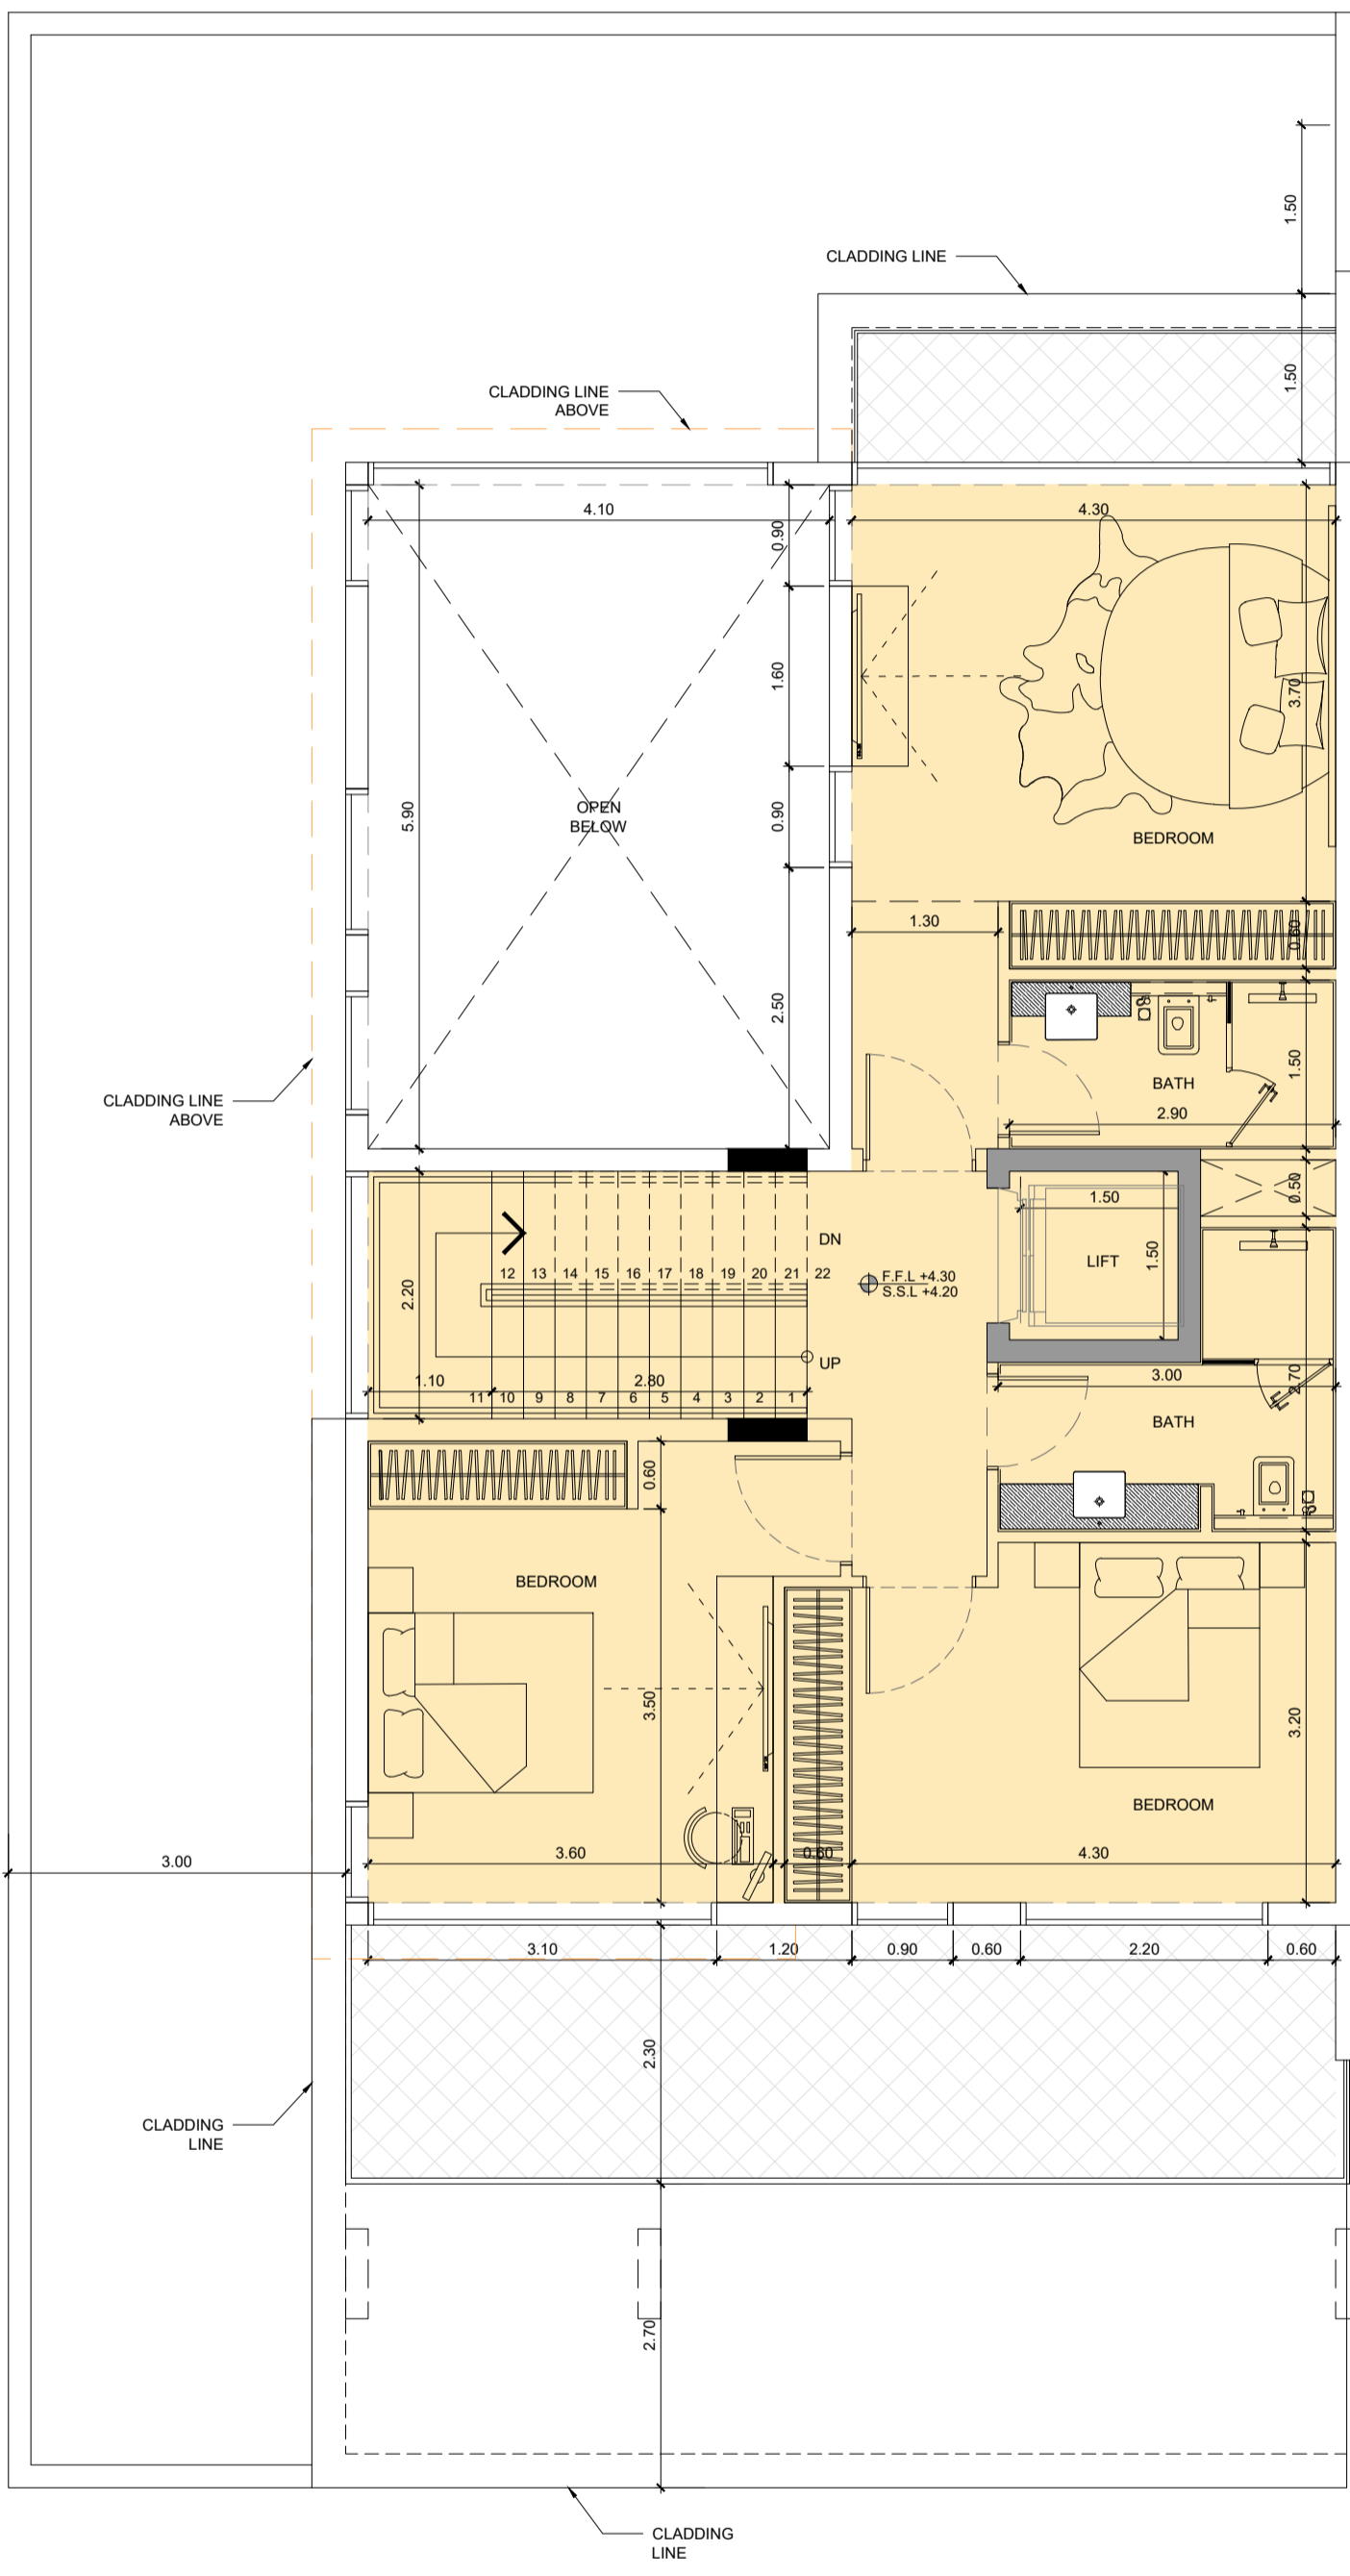 1.50
CLADDING LINE
1.50
CLADDING LINE
ABOVE
4.10
0.90
4.30
1.60
3.70
5.90
OPEN
BELOW
0.90
BEDROOM
1.30
0.60
2.50
1.50
BATH
2.90
CLADDING LINE
ABOVE
0.50
1.50
DN
LIFT
1.50
12 13 14 15 16 17 18 19 20 21 22
F.F.L +4.30
S.S.L +4.20
2.20
UP
1.10
2.80
3.00
2.70
11 10 9 8 7 6 5 4 3 2 1
BATH
0.60
BEDROOM
3.50
3.20
BEDROOM
3.00
3.60
0.60
4.30
3.10
1.20
0.90
0.60
2.20
0.60
2.30
CLADDING
LINE
2.70
CLADDING
LINE